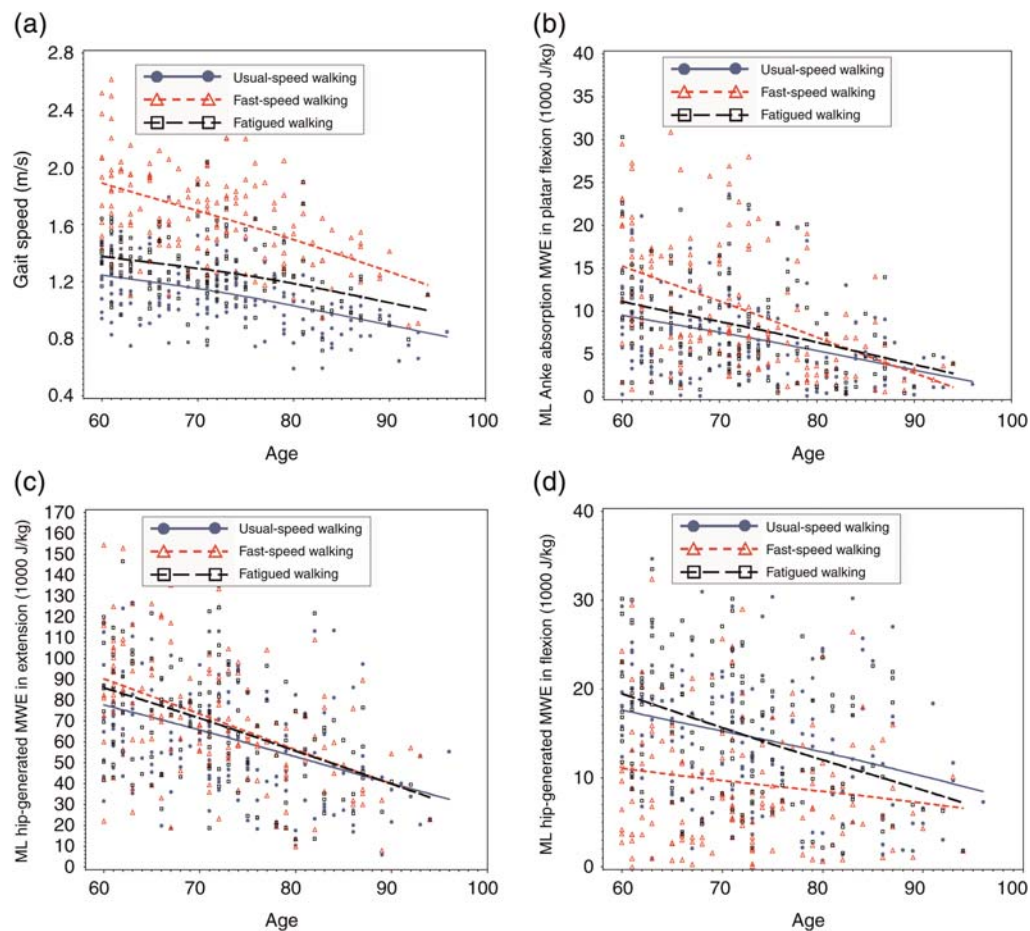 (a)
2.8
2.4
2.0
1.6
1.2
0.8
0.4
Gait speed (m/s)
Usual-speed walking
Fast-speed walking
Fatigued walking
60 70 80 90 100
Age
(b)
40
35
30
25
20
15
10
5
0
ML Anke absorption MWE in platar flexion (1000 J/kg)
Usual-speed walking
Fast-speed walking
Fatigued walking
60 70 80 90 100
Age
(c)
170
160
150
140
130
120
110
100
90
80
70
60
50
40
30
20
10
0
ML hip-generated MWE in extension (1000 J/kg)
Usual-speed walking
Fast-speed walking
Fatigued walking
60 70 80 90 100
Age
(d)
40
30
20
10
0
ML hip-generated MWE in flexion (1000 J/kg)
Usual-speed walking
Fast-speed walking
Fatigued walking
60 70 80 90 100
Age